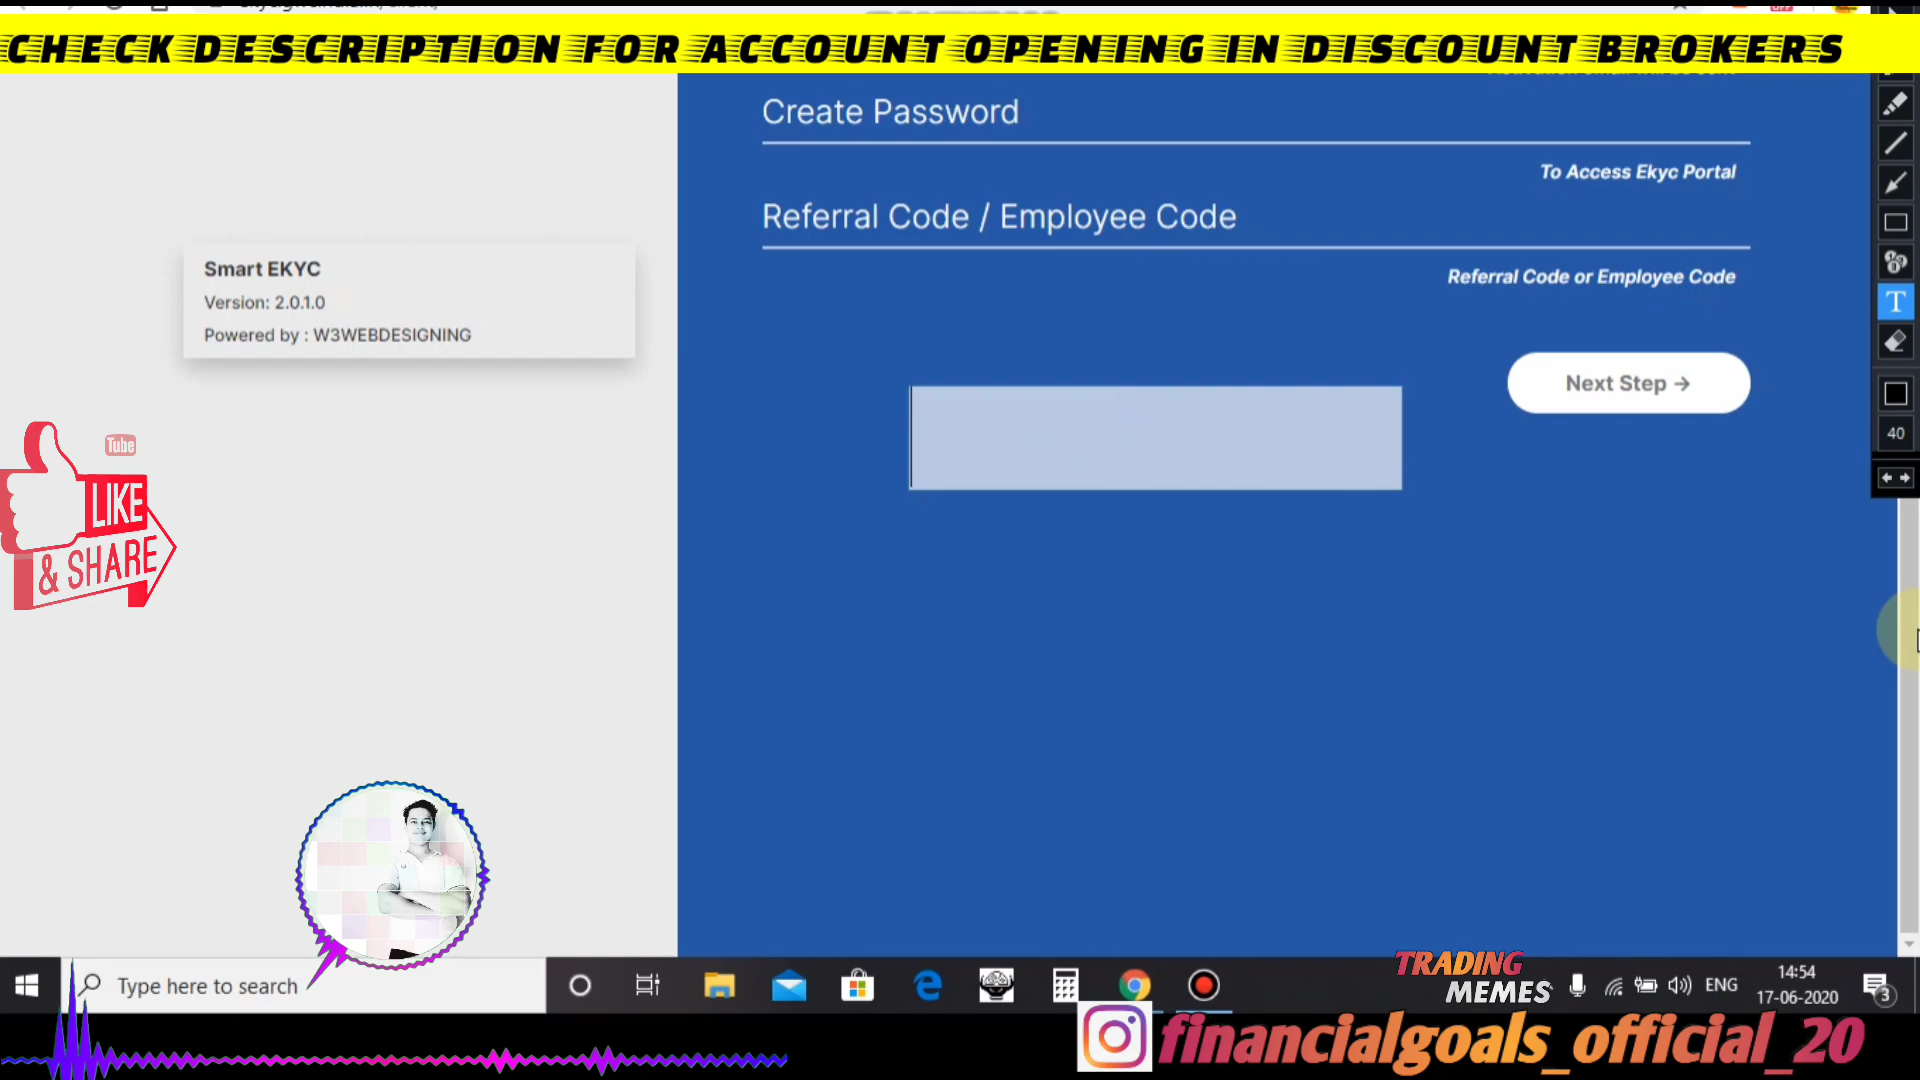 CHECK DESCRIPTION FOR ACCOUNT OPENING IN DISCOUNT BROKERS
Create Password
To Access Ekyc Portal
Referral Code / Employee Code
Referral Code or Employee Code
Smart EKYC
Version: 2.0.1.0
Powered by : W3WEBDESIGNING
Next Step →
T
40
Tube
LIKE
& SHARE
Type here to search
TRADING
MEMES
ENG
14:54
17-06-2020
3
financialgoals_official_20